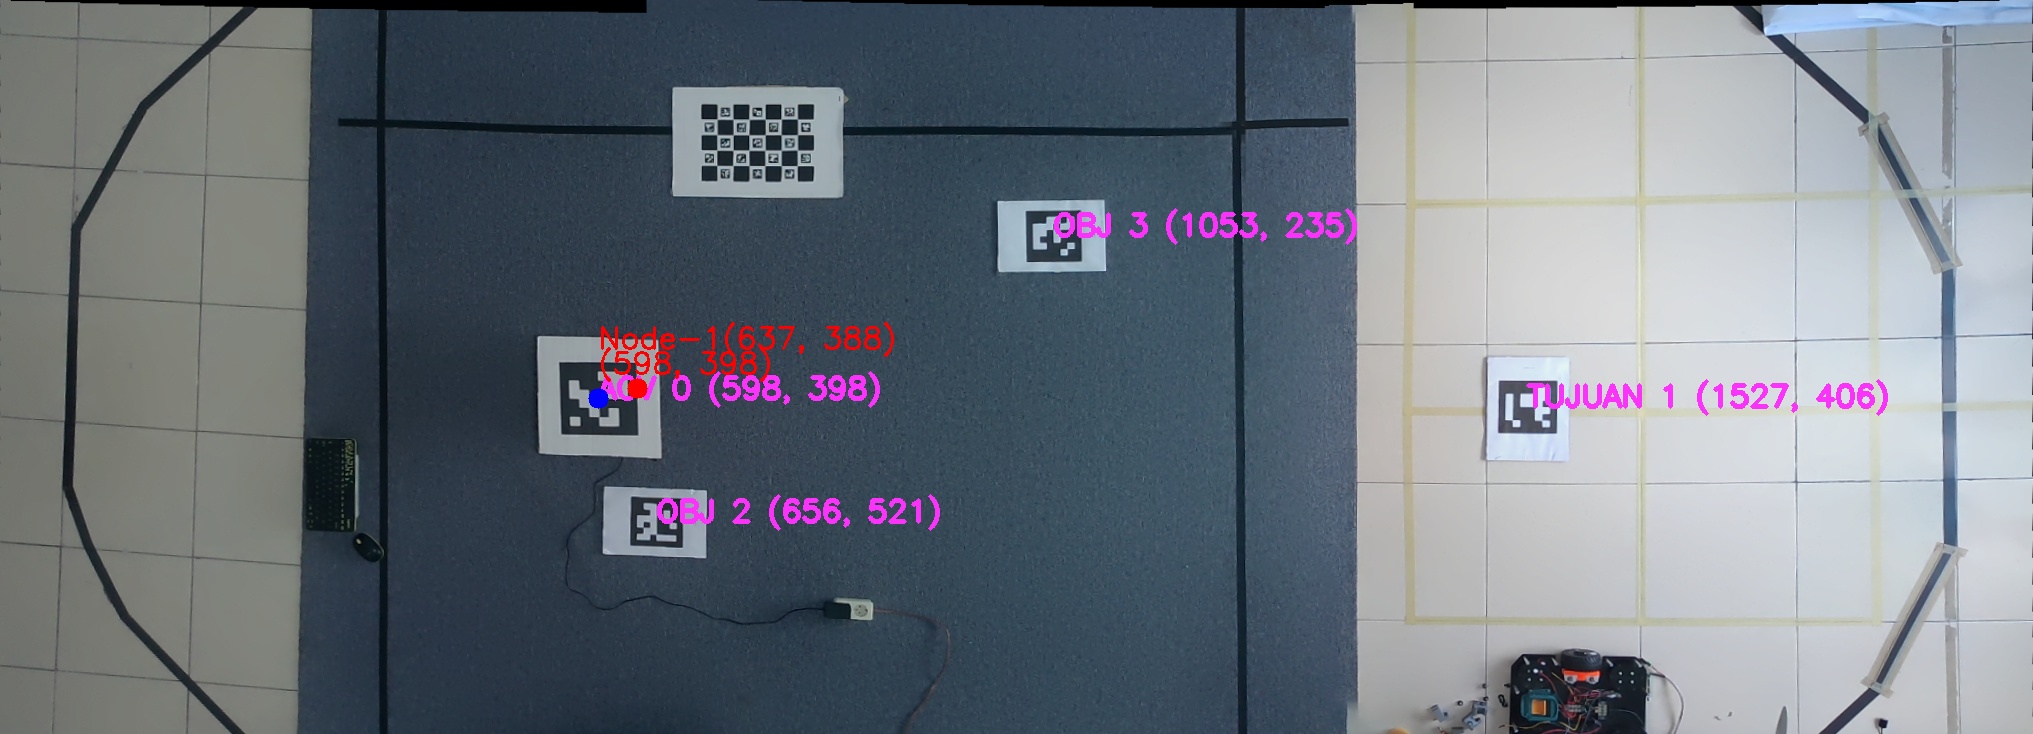 OBJ 3 (1053, 235)
Node-1(637, 388)
(598, 398)
AGV 0 (598, 398)
TUJUAN 1 (1527, 406)
OBJ 2 (656, 521)